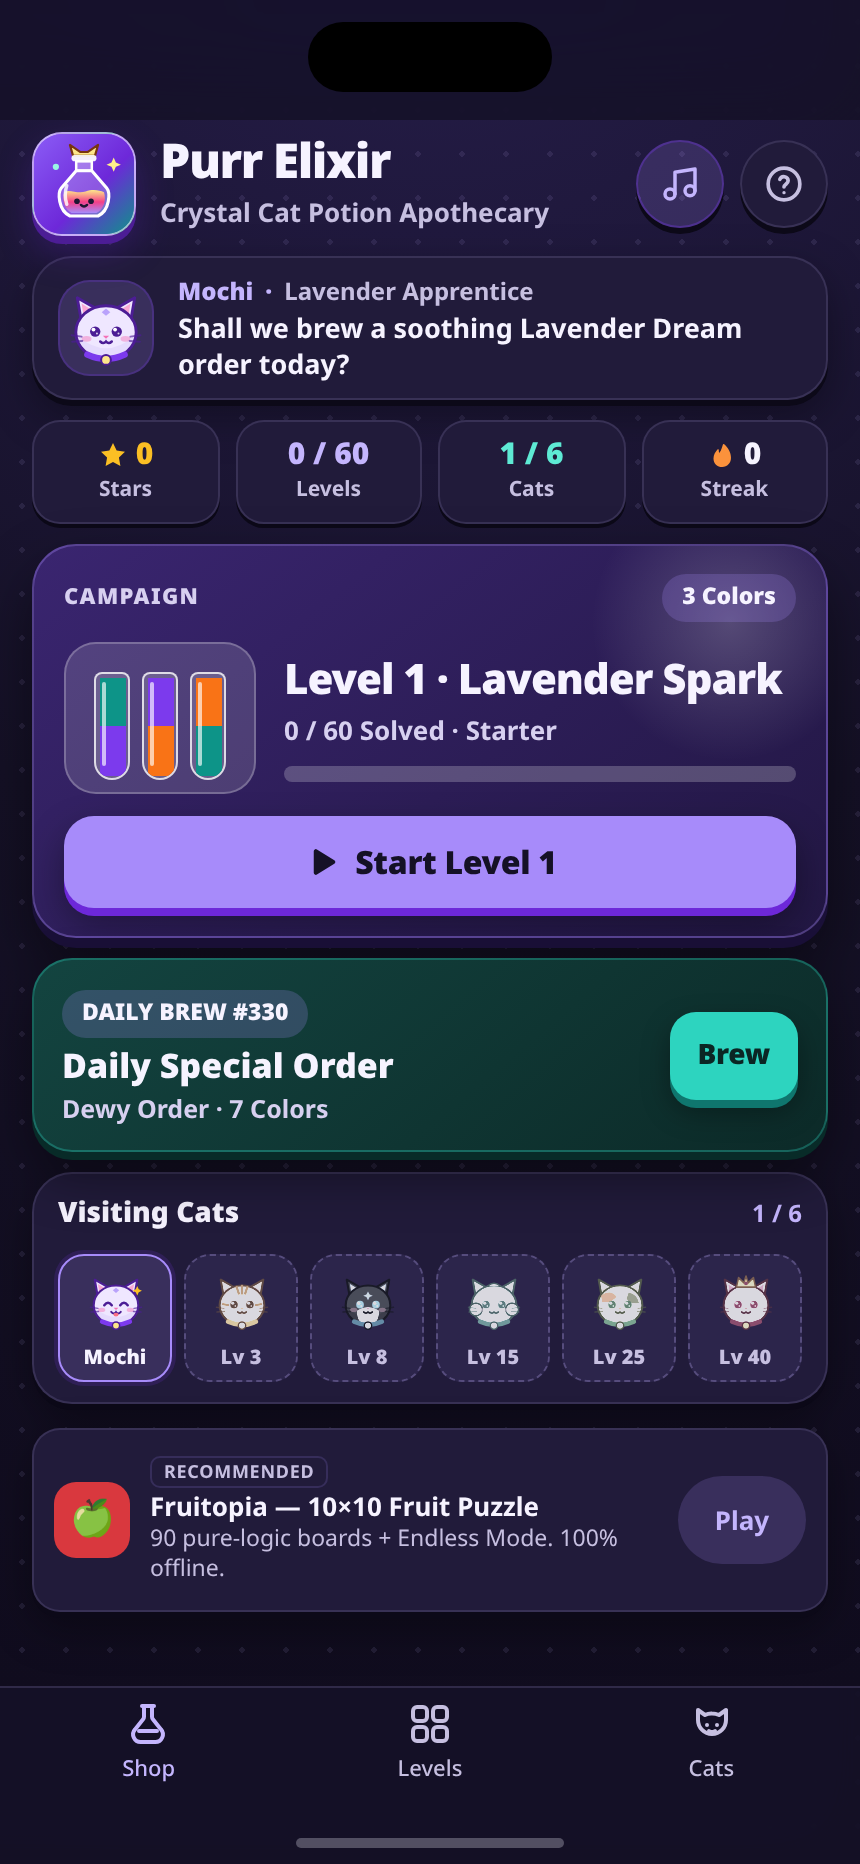 Purr Elixir
Crystal Cat Potion Apothecary
Mochi · Lavender Apprentice
Shall we brew a soothing Lavender Dream
order today?
0
Stars
0 / 60
Levels
1 / 6
Cats
0
Streak
CAMPAIGN
3 Colors
Level 1 · Lavender Spark
0 / 60 Solved · Starter
Start Level 1
DAILY BREW #330
Daily Special Order
Dewy Order · 7 Colors
Brew
Visiting Cats
1 / 6
Mochi
Lv 3
Lv 8
Lv 15
Lv 25
Lv 40
RECOMMENDED
Fruitopia — 10×10 Fruit Puzzle
90 pure-logic boards + Endless Mode. 100%
offline.
Play
Shop
Levels
Cats